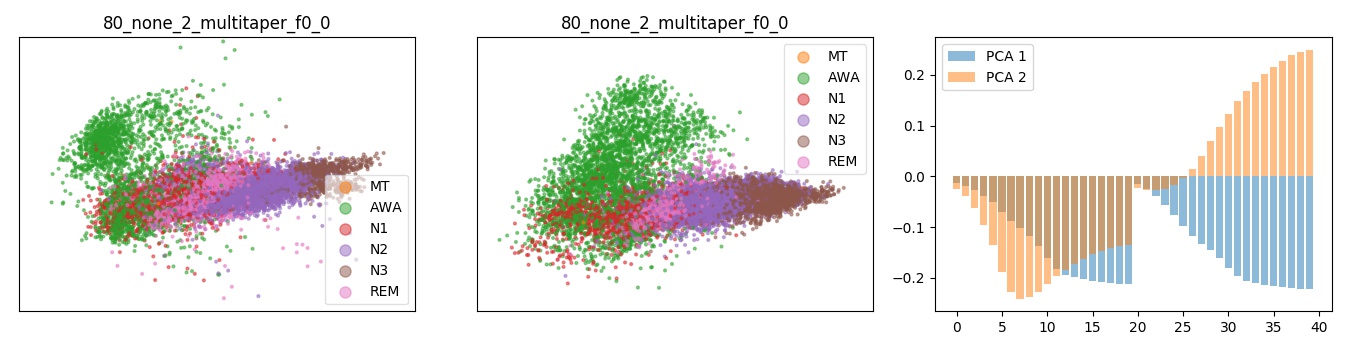 80_none_2_multitaper_f0_0
MT
AWA
N1
N2
N3
REM
80_none_2_multitaper_f0_0
MT
AWA
N1
N2
N3
REM
PCA 1
PCA 2
0.2
0.1
0.0
−0.1
−0.2
0 5 10 15 20 25 30 35 40